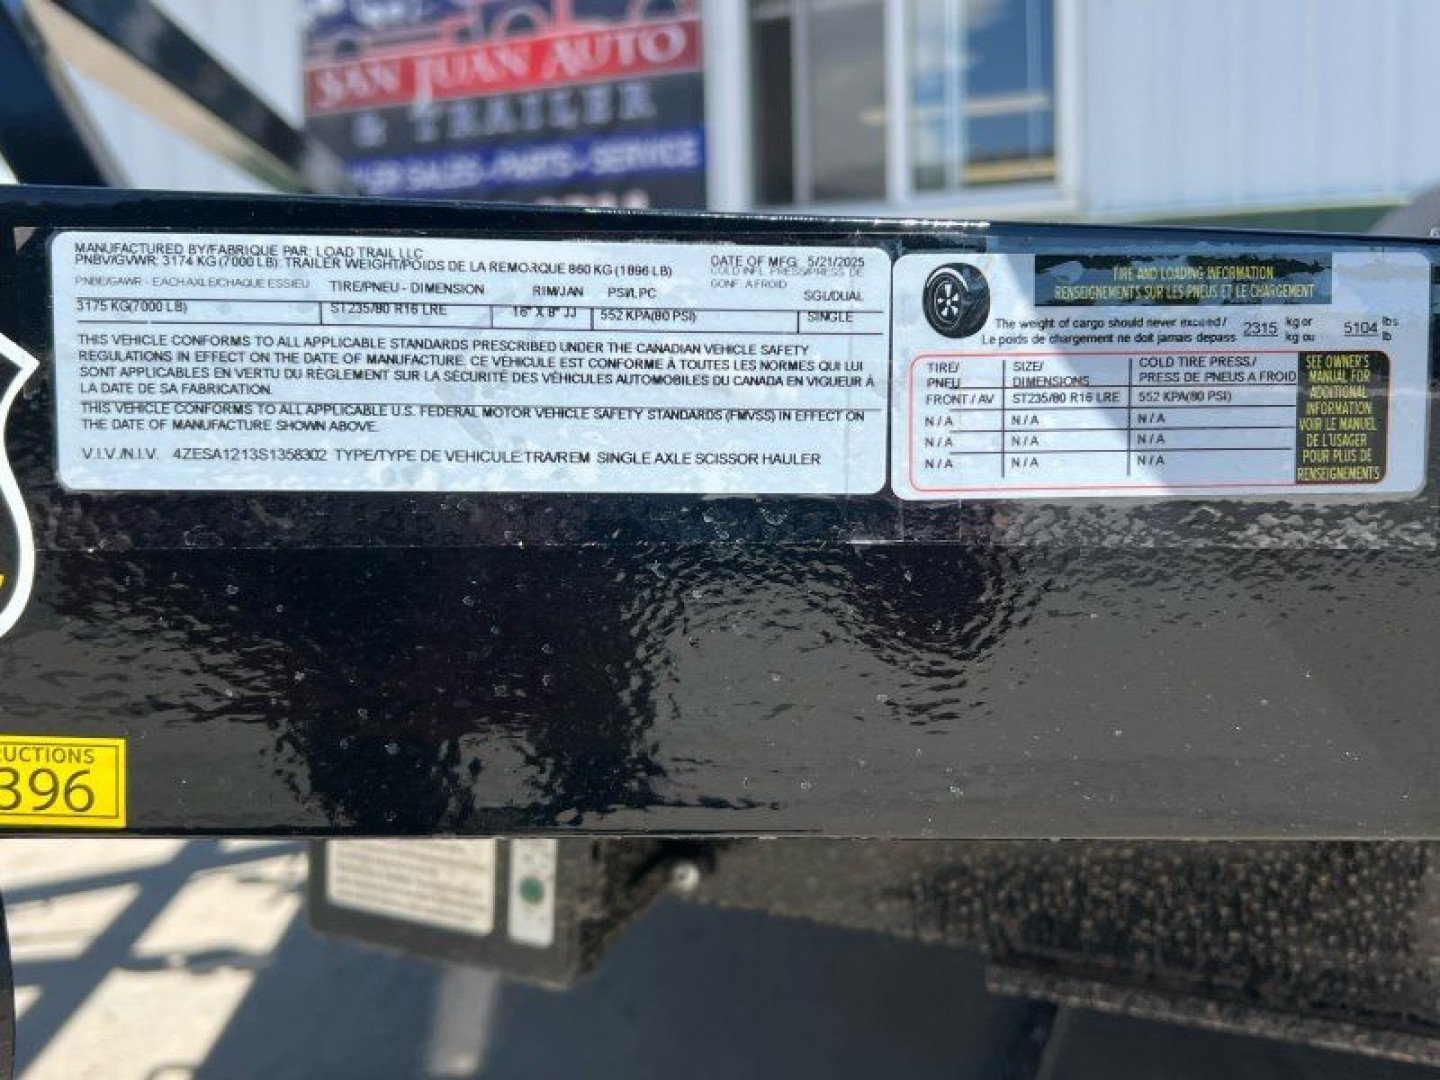 SAN JUAN AUTO
& TRAILER
SALES - PARTS - SERVICE
MANUFACTURED BY/FABRIQUE PAR: LOAD TRAIL LLC
DATE OF MFG. 5/21/2025
PNBV/GVWR: 3174 KG (7000 LB): TRAILER WEIGHT/POIDS DE LA REMORQUE 860 KG (1896 LB)
COLD INFL PRESS/PRESS DE
GONF. A FROID
PNBE/GAWR - EACH AXLE/CHAQUE ESSIEU TIRE/PNEU - DIMENSION RIM/JAN PSI/LPC SGL/DUAL
3175 KG(7000 LB) ST235/80 R16 LRE 16" X 8" JJ 552 KPA(80 PSI) SINGLE
THIS VEHICLE CONFORMS TO ALL APPLICABLE STANDARDS PRESCRIBED UNDER THE CANADIAN VEHICLE SAFETY
REGULATIONS IN EFFECT ON THE DATE OF MANUFACTURE. CE VÉHICULE EST CONFORME À TOUTES LES NORMES QUI LUI
SONT APPLICABLES EN VERTU DU REGLEMENT SUR LA SÉCURITE DES VÉHICULES AUTOMOBILES DU CANADA EN VIGUEUR À
LA DATE DE SA FABRICATION.
THIS VEHICLE CONFORMS TO ALL APPLICABLE U.S. FEDERAL MOTOR VEHICLE SAFETY STANDARDS (FMVSS) IN EFFECT ON
THE DATE OF MANUFACTURE SHOWN ABOVE.
V.I.V./N.I.V. 4ZESA1213S1358302 TYPE/TYPE DE VEHICULE:TRA/REM SINGLE AXLE SCISSOR HAULER
TIRE AND LOADING INFORMATION
RENSEIGNEMENTS SUR LES PNEUS ET LE CHARGEMENT
The weight of cargo should never exceed / 2315 kg or 5104 lbs
Le poids de chargement ne doit jamais depass kg ou lb
TIRE/ SIZE/ COLD TIRE PRESS/
PNEU DIMENSIONS PRESS DE PNEUS A FROID
FRONT / AV ST235/80 R16 LRE 552 KPA(80 PSI)
N/A N/A N/A
N/A N/A N/A
N/A N/A N/A
SEE OWNER'S
MANUAL FOR
ADDITIONAL
INFORMATION
VOIR LE MANUEL
DE L'USAGER
POUR PLUS DE
RENSEIGNEMENTS
UCTIONS
396